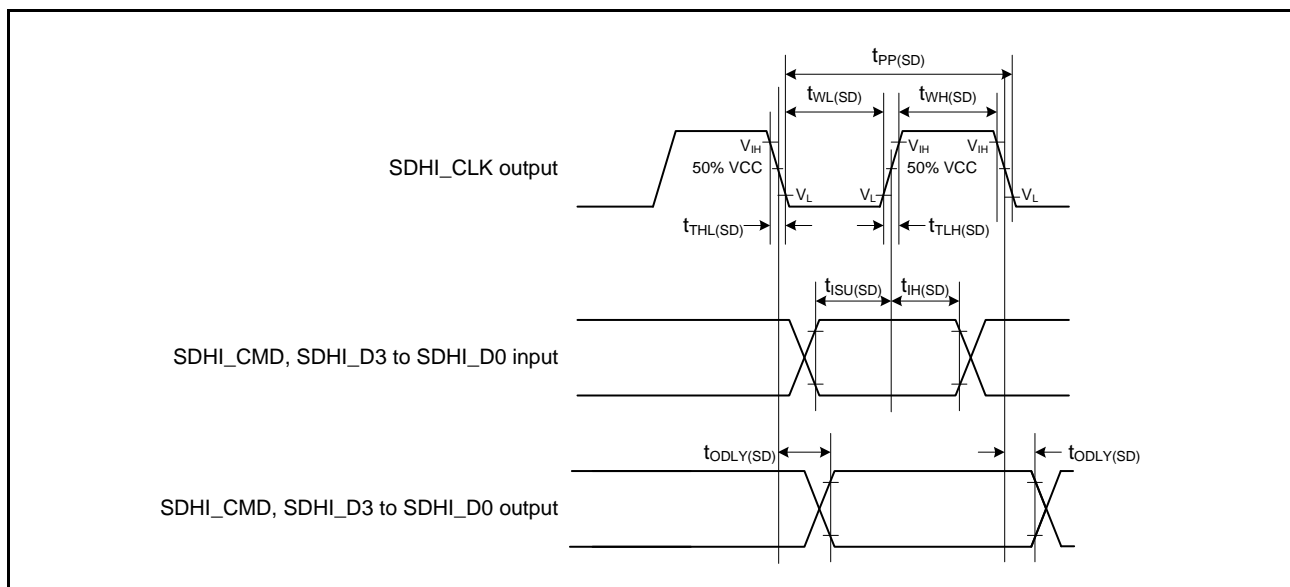 tPP(SD)
tWL(SD) tWH(SD)
VIH VIH VIH
SDHI_CLK output 50% VCC 50% VCC
VL VL VL
tTHL(SD) tTLH(SD)
tISU(SD) tIH(SD)
SDHI_CMD, SDHI_D3 to SDHI_D0 input
tODLY(SD) tODLY(SD)
SDHI_CMD, SDHI_D3 to SDHI_D0 output